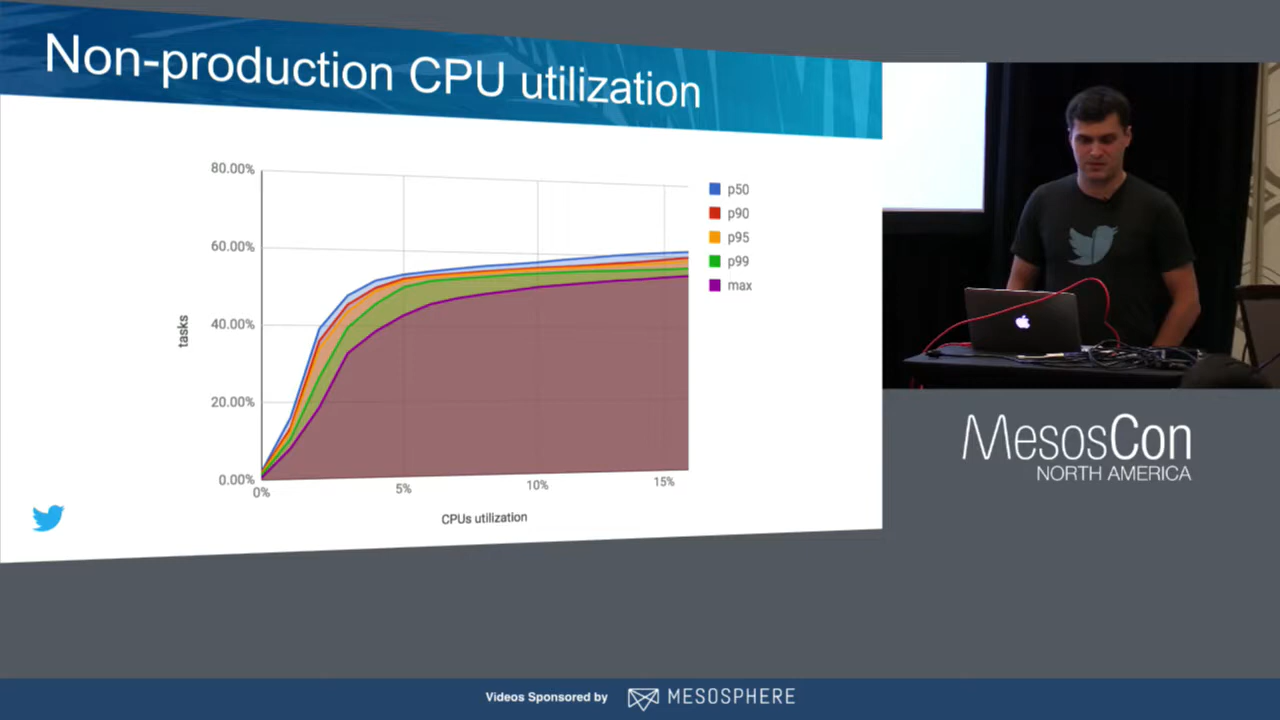 Non-production CPU utilization
80.00%
60.00%
40.00%
20.00%
0.00%
tasks
0%
5%
10%
15%
CPUs utilization
p50
p90
p95
p99
max
MesosCon
NORTH AMERICA
Videos Sponsored by MESOSPHERE